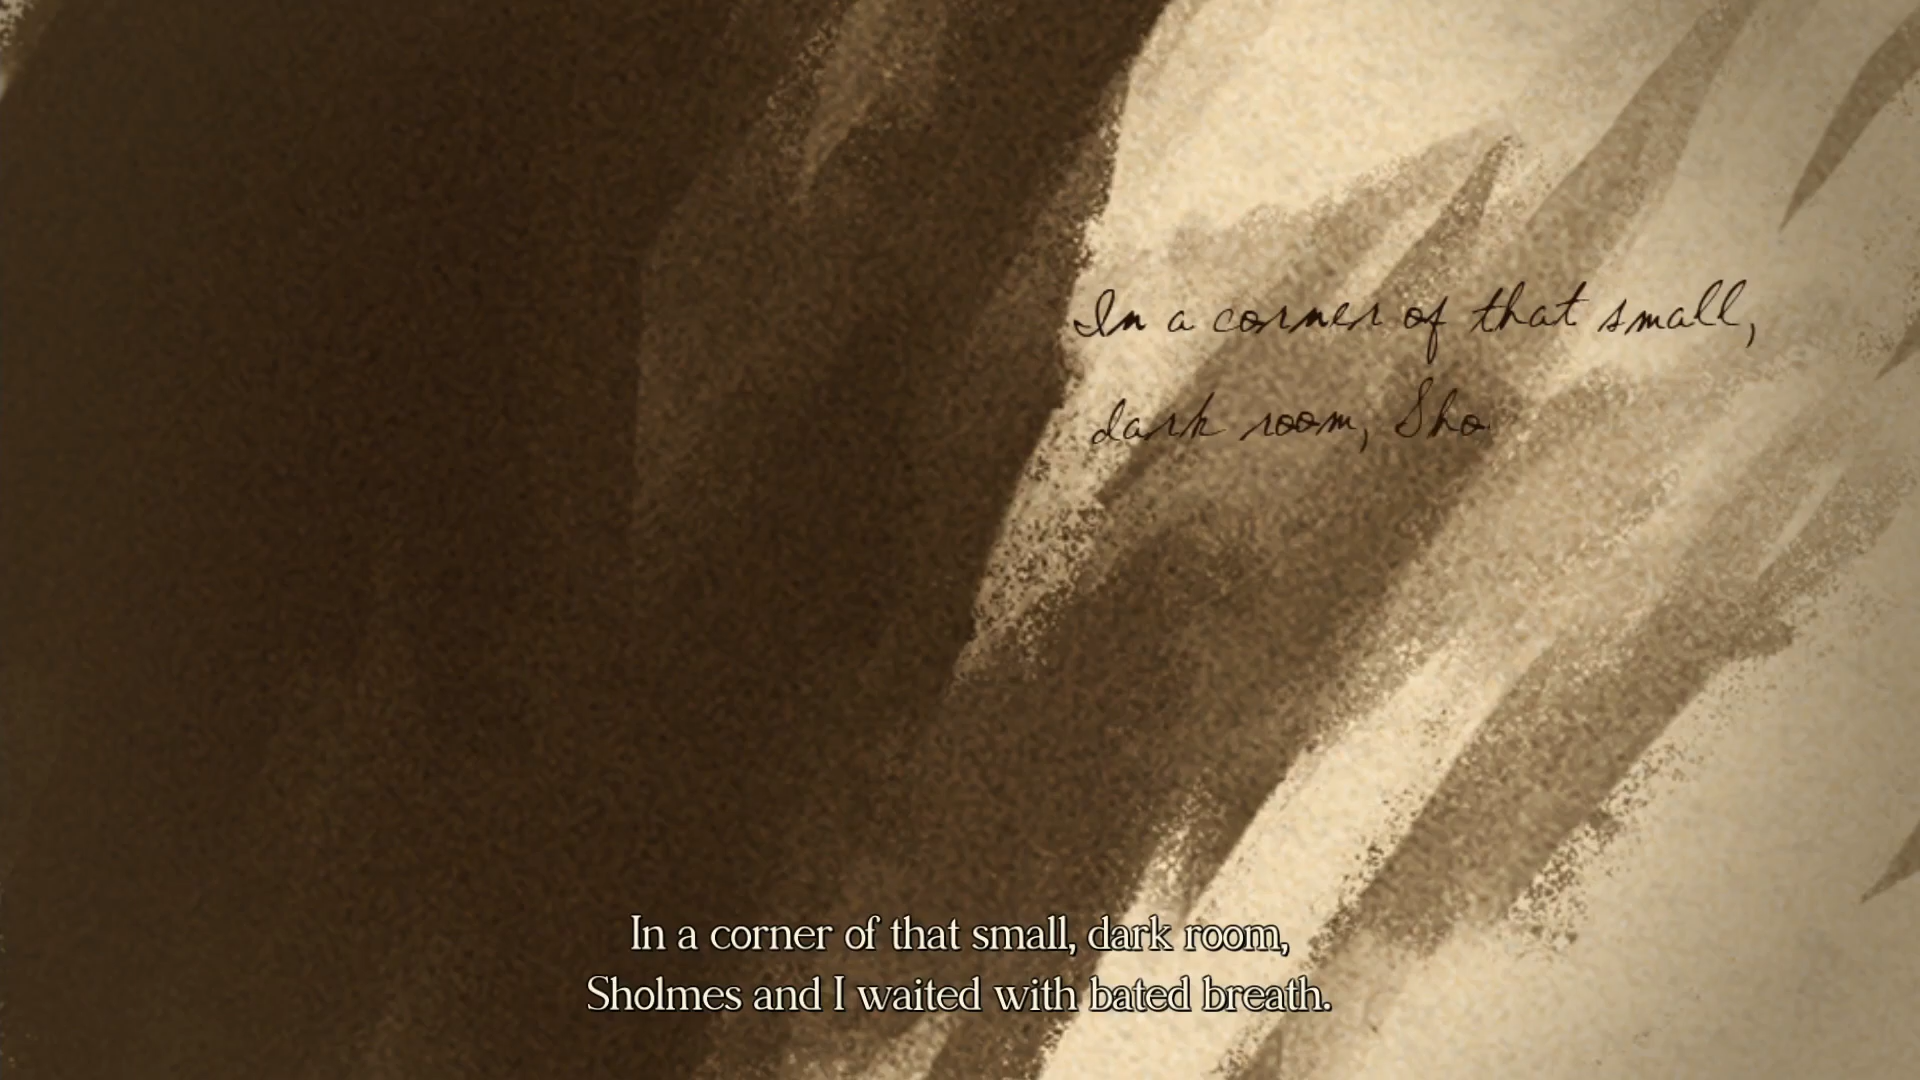 In a corner of that small,
dark room, Sho
In a corner of that small, dark room,
Sholmes and I waited with bated breath.